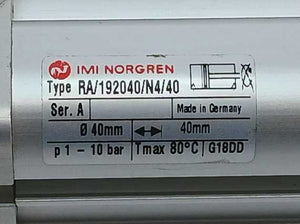 IMI NORGREN
Type RA/192040/N4/40
Ser. A Made in Germany
Ø 40mm 40mm
p 1 - 10 bar Tmax 80°C G18DD